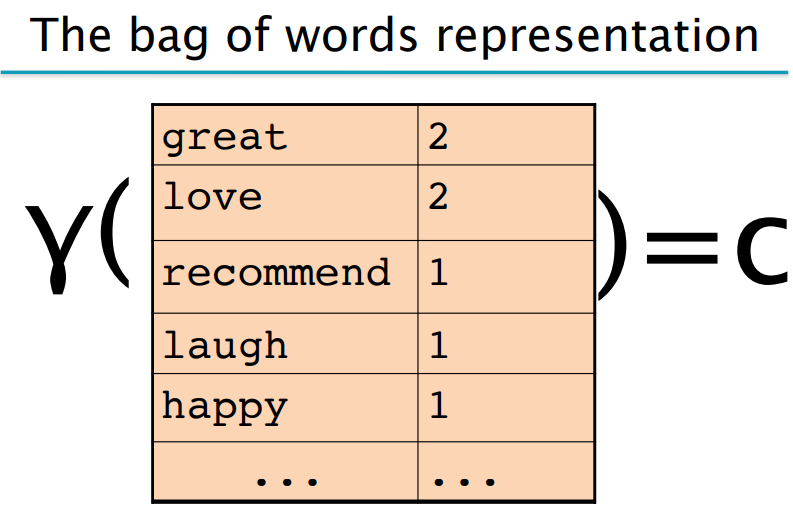 The bag of words representation
γ(
great 2
love 2
recommend 1
laugh 1
happy 1
... ...
)=c